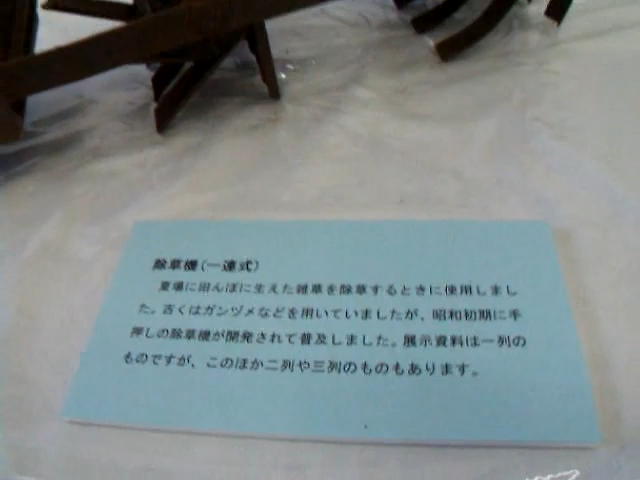 除草機(一連式)
夏場に田んぼに生えた雑草を除草するときに使用しまし
た。古くはガンヅメなどを用いていましたが、昭和初期に手
押しの除草機が開発されて普及しました。展示資料は一列の
ものですが、このほか二列や三列のものもあります。